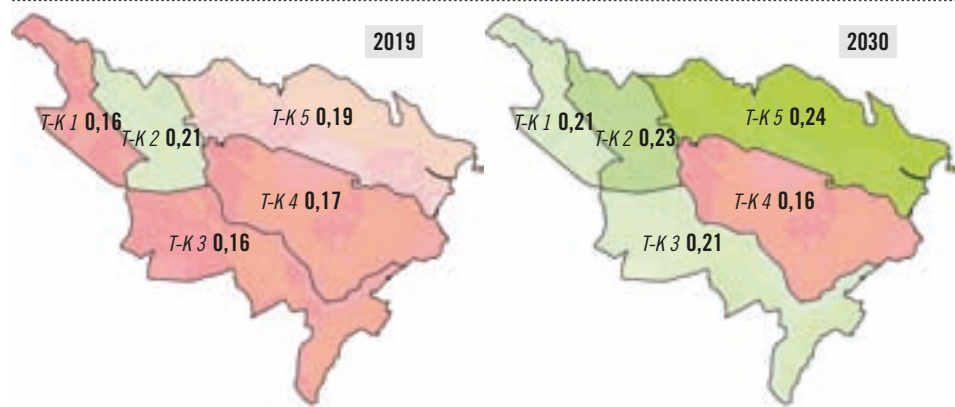 2019
T-K 1 0,16
T-K 2 0,21
T-K 5 0,19
T-K 4 0,17
T-K 3 0,16
2030
T-K 1 0,21
T-K 2 0,23
T-K 5 0,24
T-K 4 0,16
T-K 3 0,21